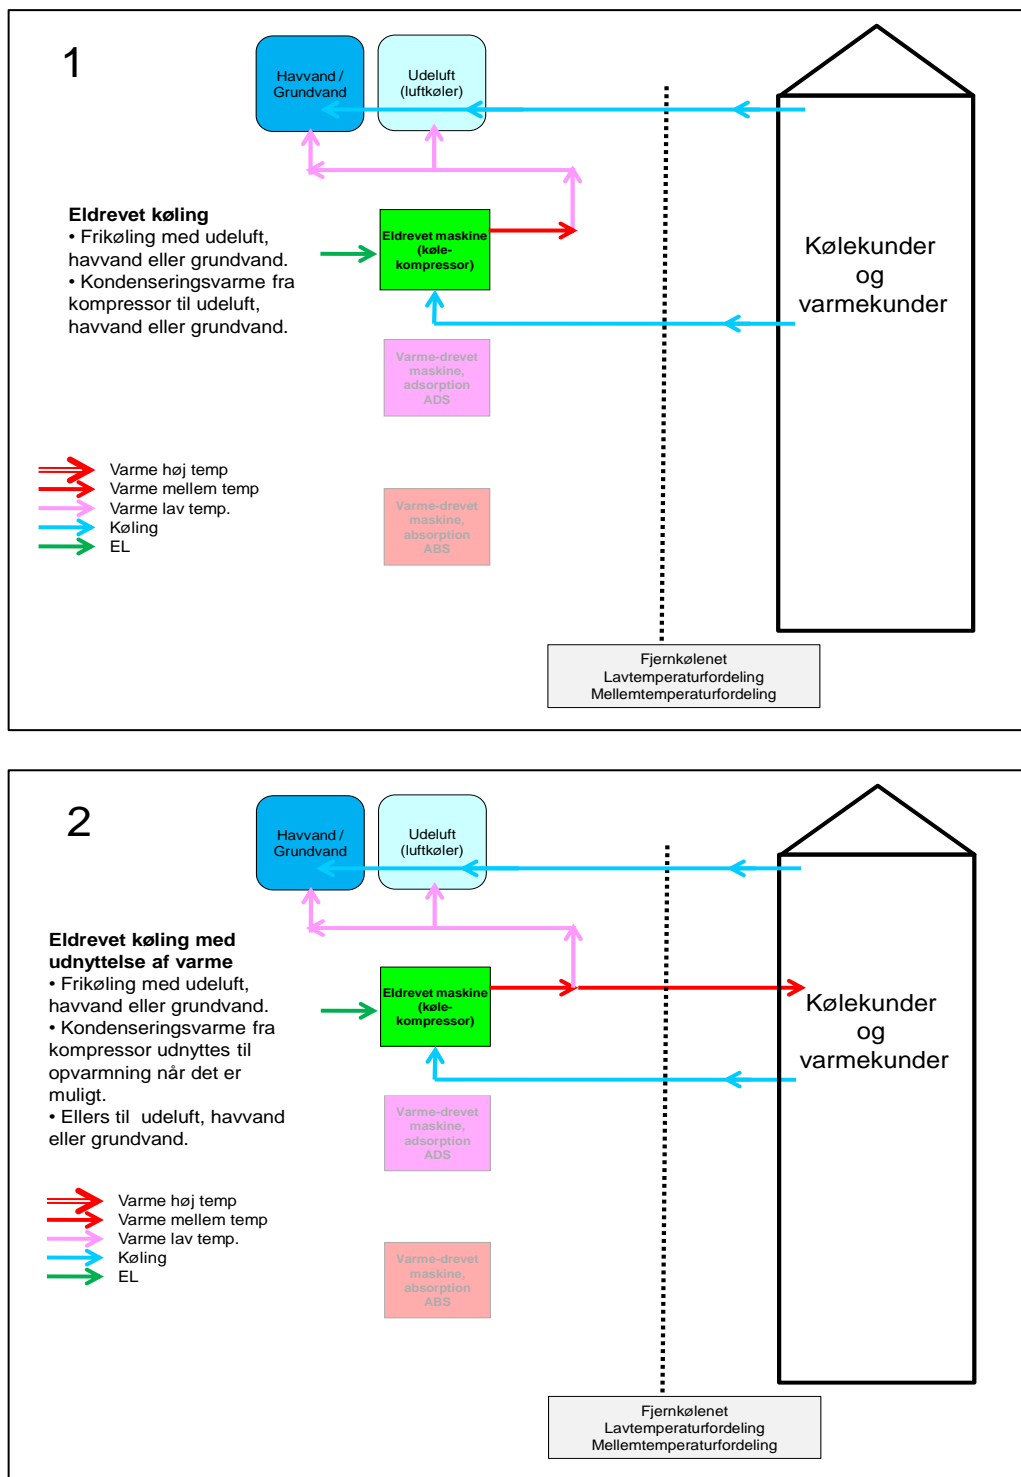 1
Havvand /
Grundvand
Udeluft
(luftkøler)
Eldrevet køling
• Frikøling med udeluft,
havvand eller grundvand.
• Kondenseringsvarme fra
kompressor til udeluft,
havvand eller grundvand.
Eldrevet maskine
(køle-
kompressor)
Kølekunder
og
varmekunder
Varme-drevet
maskine,
adsorption
ADS
Varme høj temp
Varme mellem temp
Varme lav temp.
Køling
EL
Varme-drevet
maskine,
absorption
ABS
Fjernkølenet
Lavtemperaturfordeling
Mellemtemperaturfordeling
2
Havvand /
Grundvand
Udeluft
(luftkøler)
Eldrevet køling med
udnyttelse af varme
• Frikøling med udeluft,
havvand eller grundvand.
• Kondenseringsvarme fra
kompressor udnyttes til
opvarmning når det er
muligt.
• Ellers til  udeluft, havvand
eller grundvand.
Eldrevet maskine
(køle-
kompressor)
Kølekunder
og
varmekunder
Varme-drevet
maskine,
adsorption
ADS
Varme høj temp
Varme mellem temp
Varme lav temp.
Køling
EL
Varme-drevet
maskine,
absorption
ABS
Fjernkølenet
Lavtemperaturfordeling
Mellemtemperaturfordeling